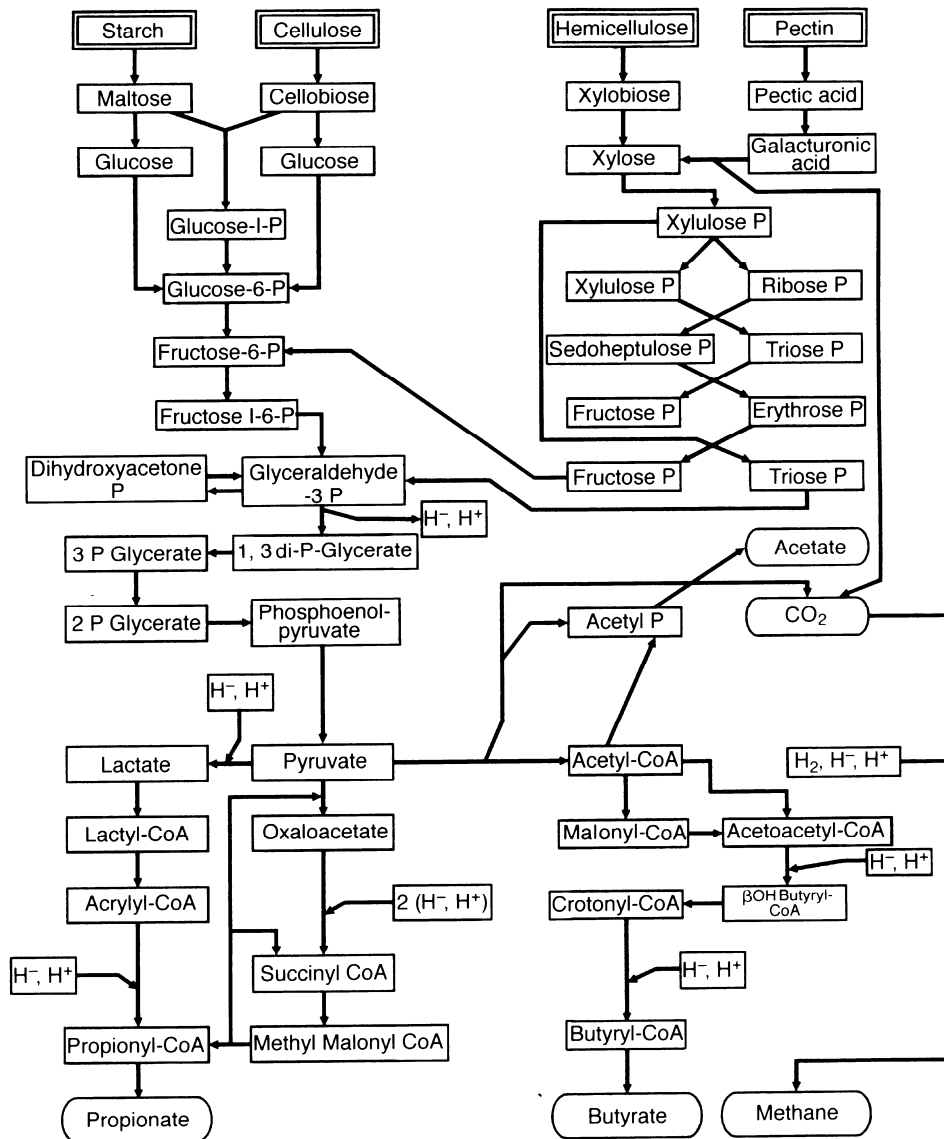 Starch
Cellulose
Hemicellulose
Pectin
Maltose
Cellobiose
Xylobiose
Pectic acid
Glucose
Glucose
Xylose
Galacturonic
acid
Glucose-I-P
Xylulose P
Glucose-6-P
Xylulose P
Ribose P
Fructose-6-P
Sedoheptulose P
Triose P
Fructose I-6-P
Fructose P
Erythrose P
Dihydroxyacetone
P
Glyceraldehyde
-3 P
Fructose P
Triose P
H⁻, H⁺
3 P Glycerate
1, 3 di-P-Glycerate
Acetate
2 P Glycerate
Phosphoenol-
pyruvate
Acetyl P
CO₂
H⁻, H⁺
Lactate
Pyruvate
Acetyl-CoA
H₂, H⁻, H⁺
Lactyl-CoA
Oxaloacetate
Malonyl-CoA
Acetoacetyl-CoA
H⁻, H⁺
Acrylyl-CoA
2 (H⁻, H⁺)
Crotonyl-CoA
βOH Butyryl-
CoA
H⁻, H⁺
Succinyl CoA
H⁻, H⁺
Propionyl-CoA
Methyl Malonyl CoA
Butyryl-CoA
Propionate
Butyrate
Methane